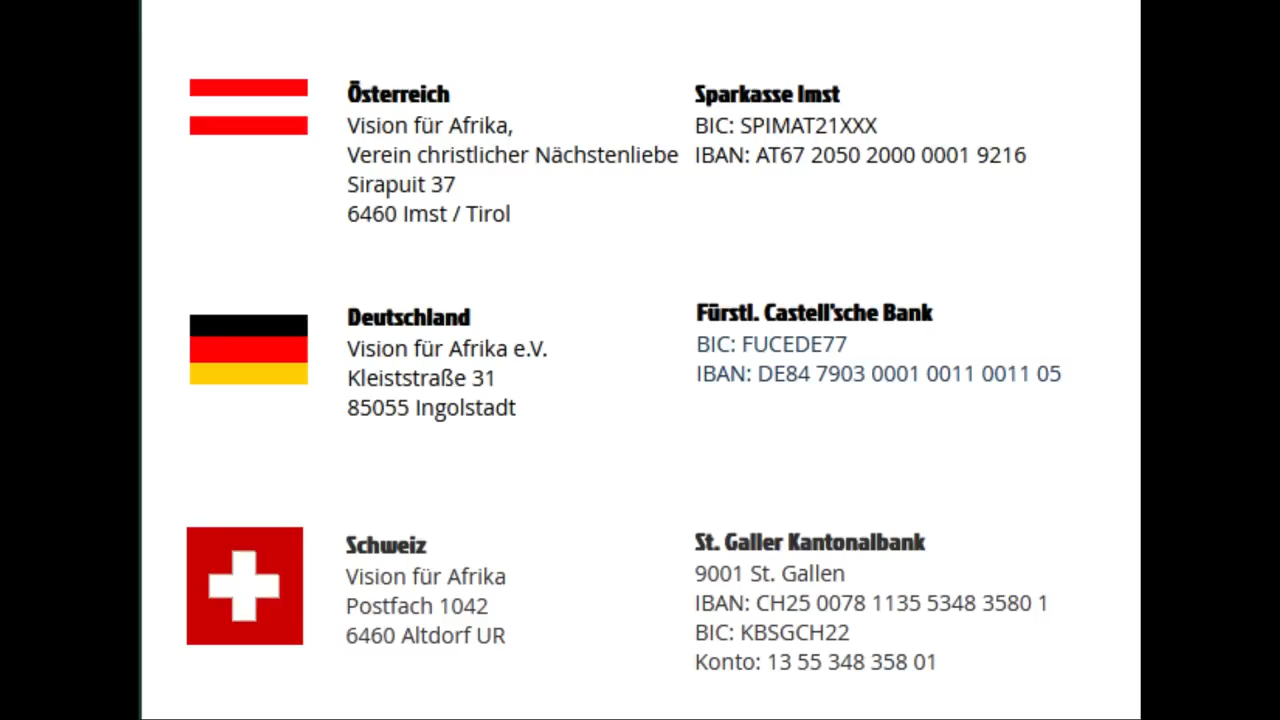 Österreich
Vision für Afrika,
Verein christlicher Nächstenliebe
Sirapuit 37
6460 Imst / Tirol
Sparkasse Imst
BIC: SPIMAT21XXX
IBAN: AT67 2050 2000 0001 9216
Deutschland
Vision für Afrika e.V.
Kleiststraße 31
85055 Ingolstadt
Fürstl. Castell'sche Bank
BIC: FUCEDE77
IBAN: DE84 7903 0001 0011 0011 05
Schweiz
Vision für Afrika
Postfach 1042
6460 Altdorf UR
St. Galler Kantonalbank
9001 St. Gallen
IBAN: CH25 0078 1135 5348 3580 1
BIC: KBSGCH22
Konto: 13 55 348 358 01